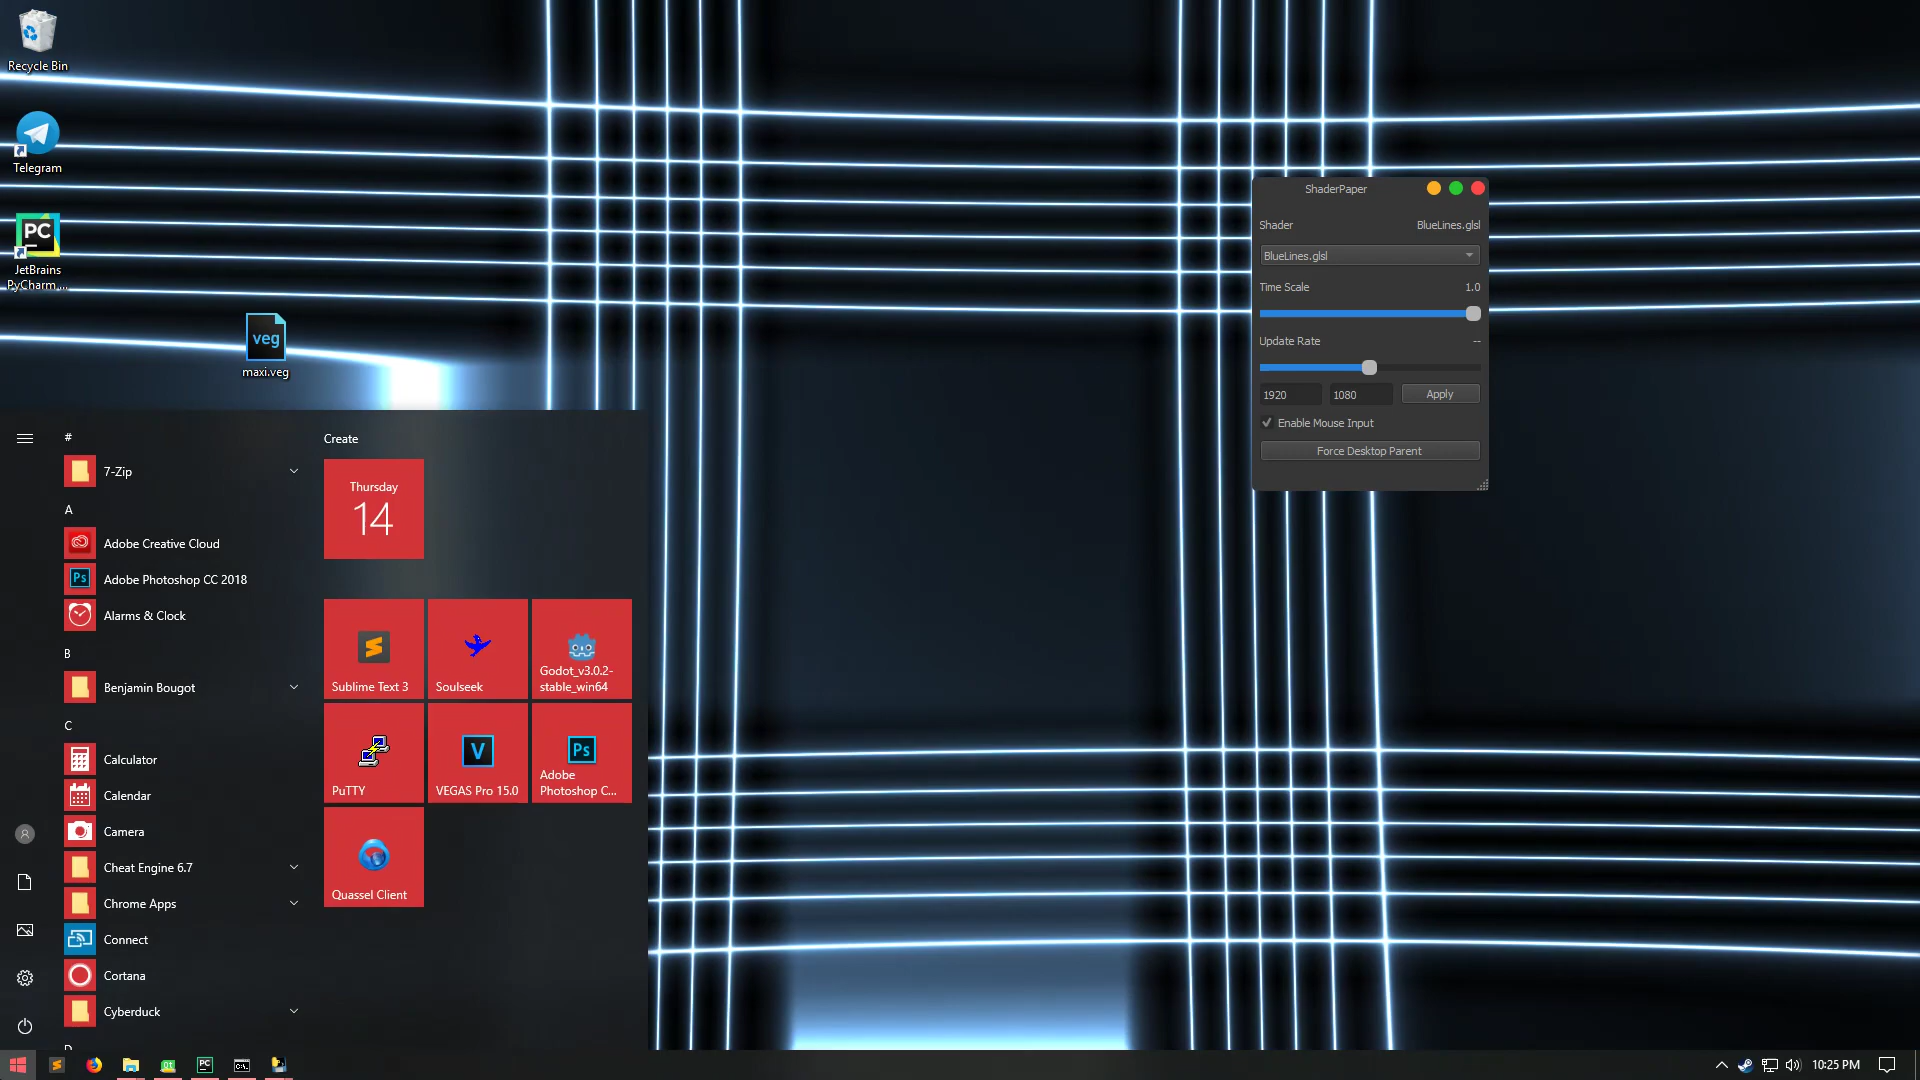 Recycle Bin
Telegram
PC
JetBrains
PyCharm,...
veg
maxi.veg
ShaderPaper
Shader
BlueLines.glsl
BlueLines.glsl
Time Scale
1.0
Update Rate
--
1920
1080
Apply
Enable Mouse Input
Force Desktop Parent
#
7-Zip
A
Adobe Creative Cloud
Ps
Adobe Photoshop CC 2018
Alarms & Clock
B
Benjamin Bougot
C
Calculator
Calendar
Camera
Cheat Engine 6.7
Chrome Apps
Connect
Cortana
Cyberduck
D
Create
Thursday
14
Sublime Text 3
Soulseek
Godot_v3.0.2-
stable_win64
PuTTY
V
VEGAS Pro 15.0
Ps
Adobe
Photoshop C...
Quassel Client
Qt
PC
C:\.
10:25 PM